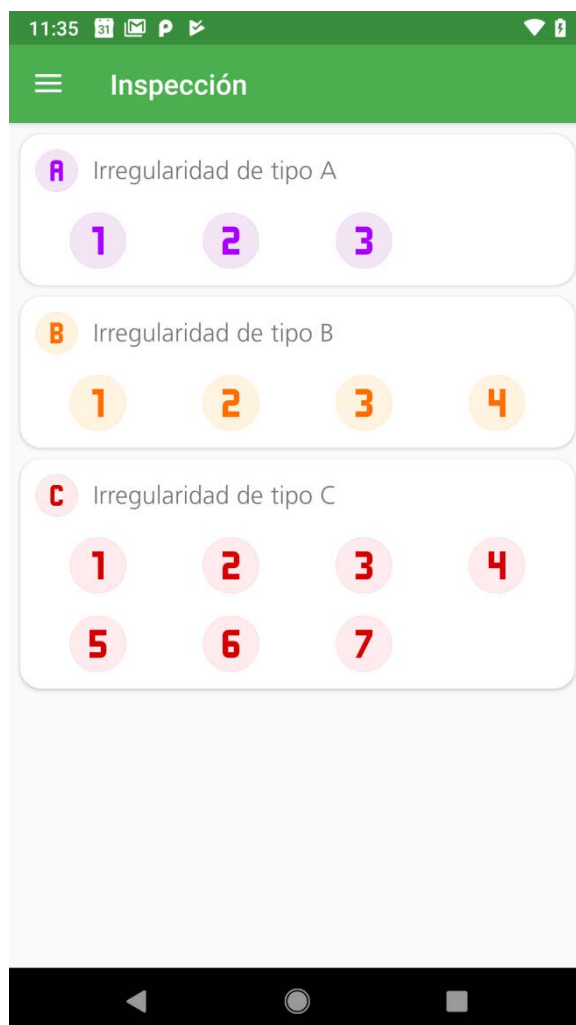 11:35 31
Inspección
A Irregularidad de tipo A
1 2 3
B Irregularidad de tipo B
1 2 3 4
C Irregularidad de tipo C
1 2 3 4
5 6 7